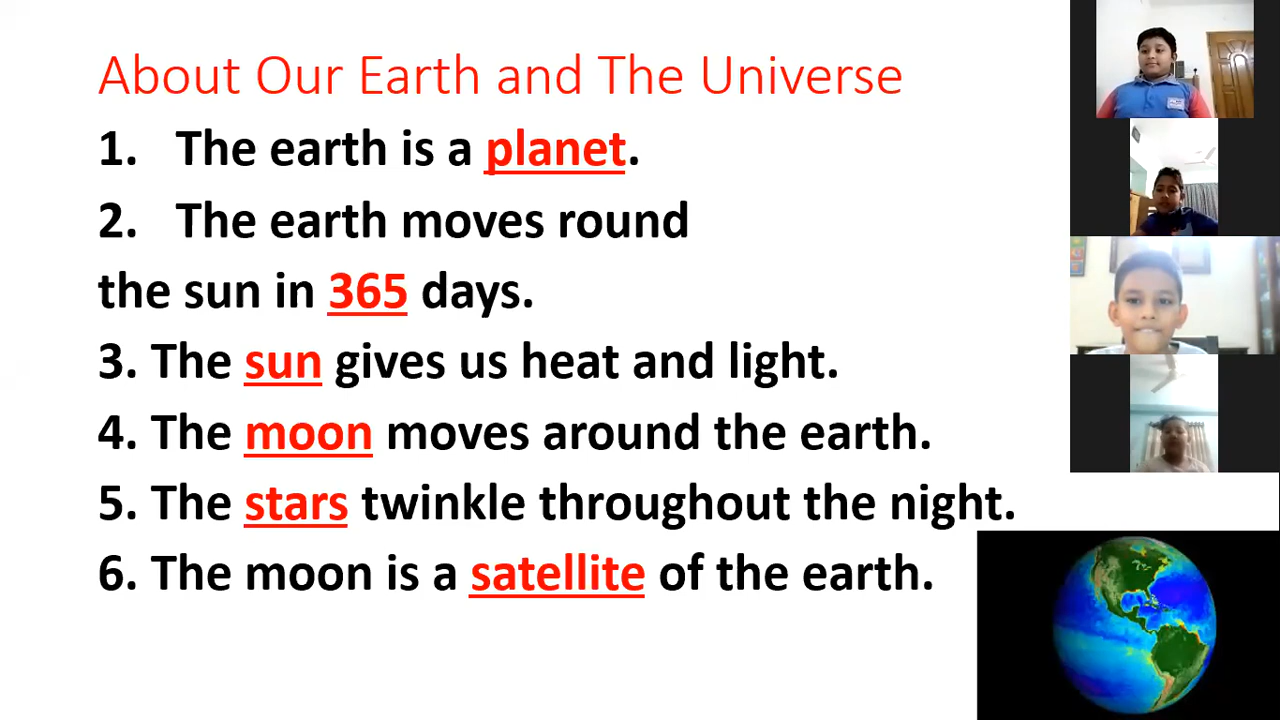 About Our Earth and The Universe
1. The earth is a planet.
2. The earth moves round
the sun in 365 days.
3. The sun gives us heat and light.
4. The moon moves around the earth.
5. The stars twinkle throughout the night.
6. The moon is a satellite of the earth.